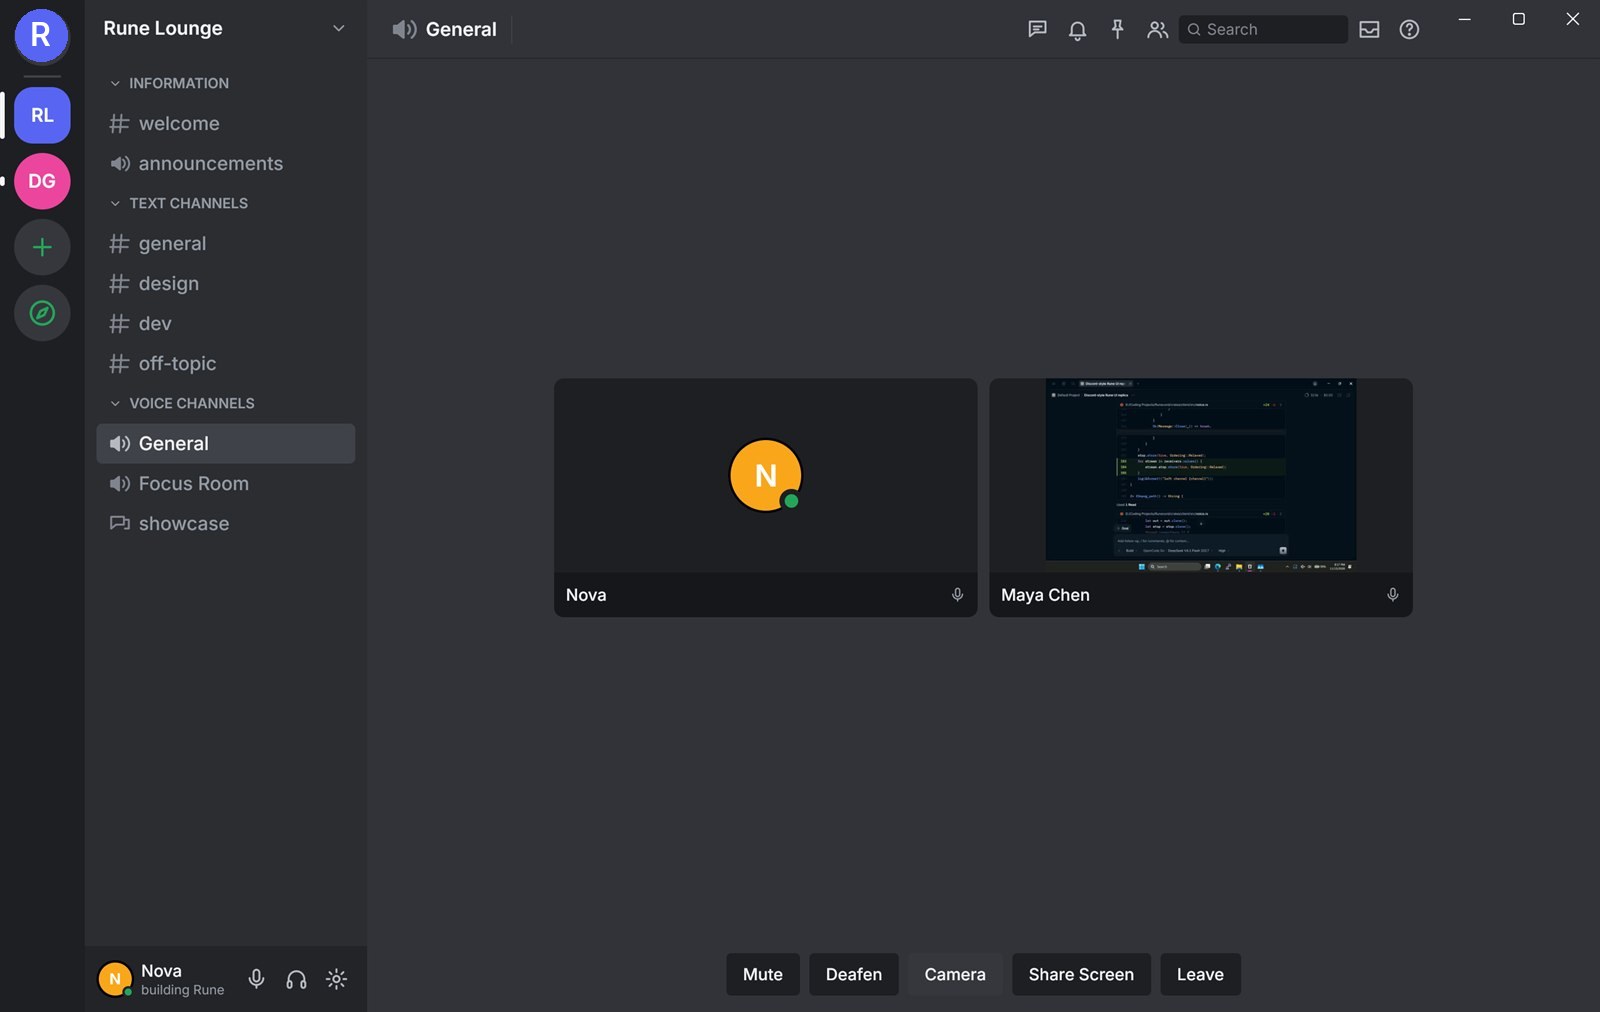 R
Rune Lounge
General
Search
RL
DG
INFORMATION
welcome
announcements
TEXT CHANNELS
general
design
dev
off-topic
VOICE CHANNELS
General
Focus Room
showcase
N
Nova
Maya Chen
N
Nova
building Rune
Mute
Deafen
Camera
Share Screen
Leave